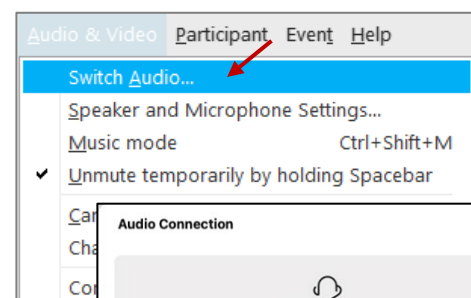 Audio & Video Participant Event Help
Switch Audio...
Speaker and Microphone Settings...
Music mode Ctrl+Shift+M
Unmute temporarily by holding Spacebar
Audio Connection